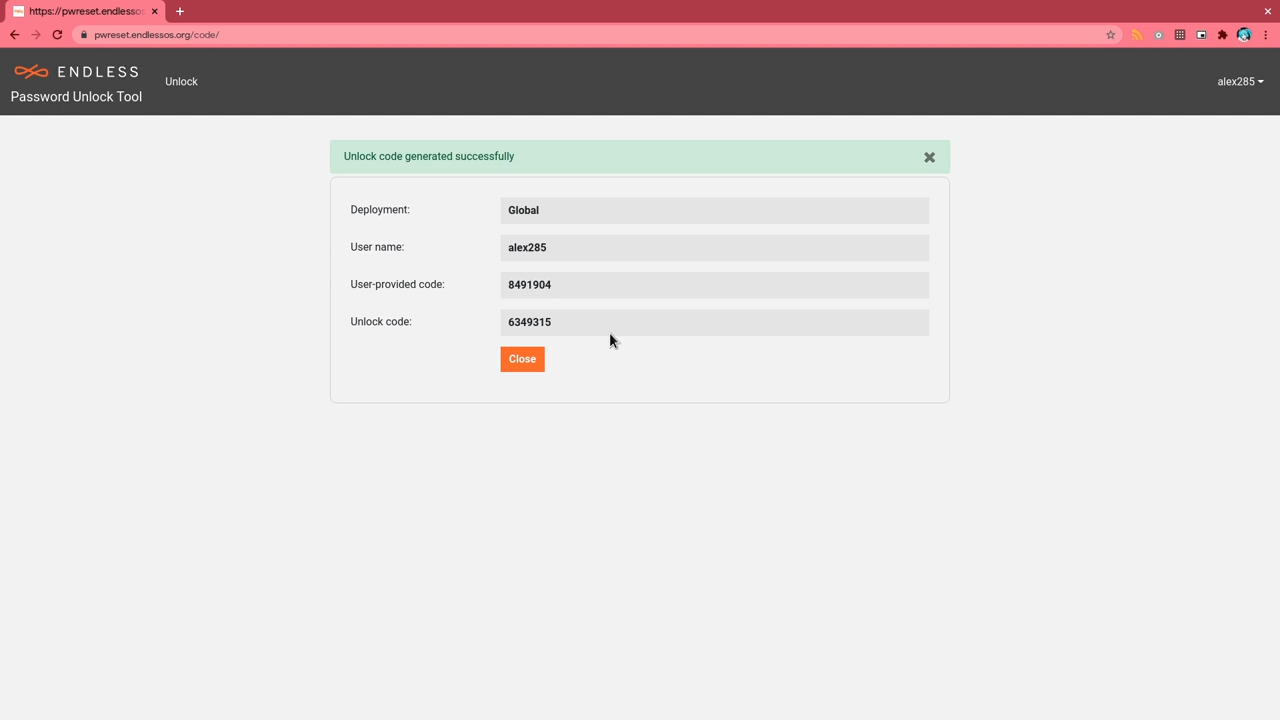 https://pwreset.endlessos
pwreset.endlessos.org/code/
ENDLESS
Password Unlock Tool
Unlock
alex285
Unlock code generated successfully
Deployment: Global
User name: alex285
User-provided code: 8491904
Unlock code: 6349315
Close